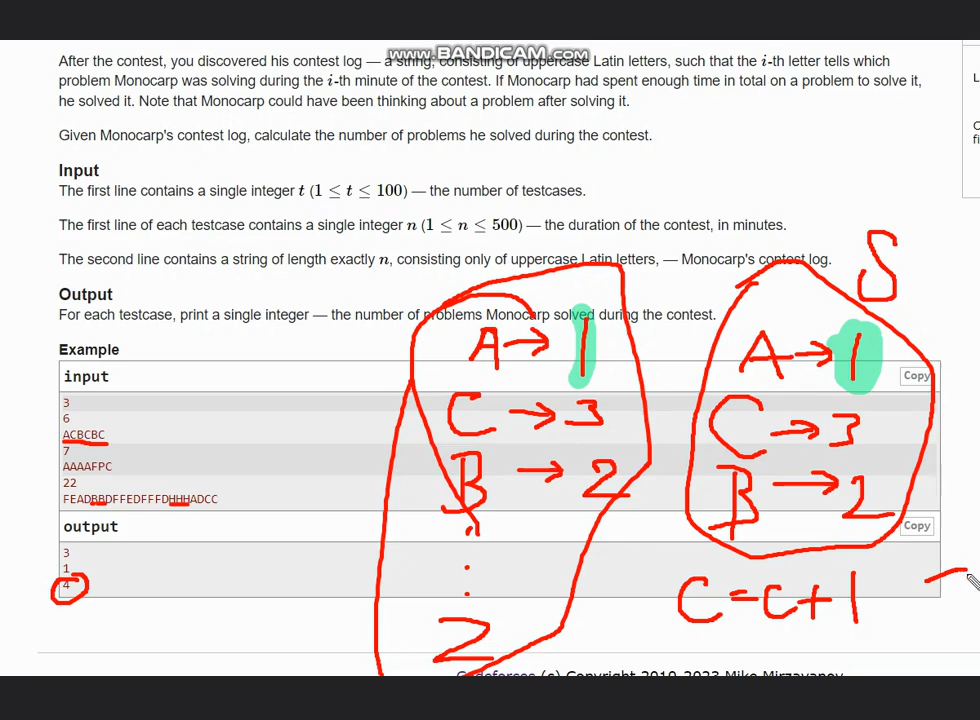 www.BANDICAM.com
After the contest, you discovered his contest log — a string, consisting of uppercase Latin letters, such that the i-th letter tells which
problem Monocarp was solving during the i-th minute of the contest. If Monocarp had spent enough time in total on a problem to solve it,
he solved it. Note that Monocarp could have been thinking about a problem after solving it.
Given Monocarp's contest log, calculate the number of problems he solved during the contest.
Input
The first line contains a single integer t (1 ≤ t ≤ 100) — the number of testcases.
The first line of each testcase contains a single integer n (1 ≤ n ≤ 500) — the duration of the contest, in minutes.
The second line contains a string of length exactly n, consisting only of uppercase Latin letters, — Monocarp's contest log.
Output
For each testcase, print a single integer — the number of problems Monocarp solved during the contest.
Example
input
Copy
3
6
ACBCBC
7
AAAAFPC
22
FEADBBDFFEDFFFDHHHADCC
output
Copy
3
1
4
A → 1
C → 3
B → 2
Z
S
A → 1
C → 3
B → 2
C = C + 1
Codeforces (c) Copyright 2010-2023 Mike Mirzayanov